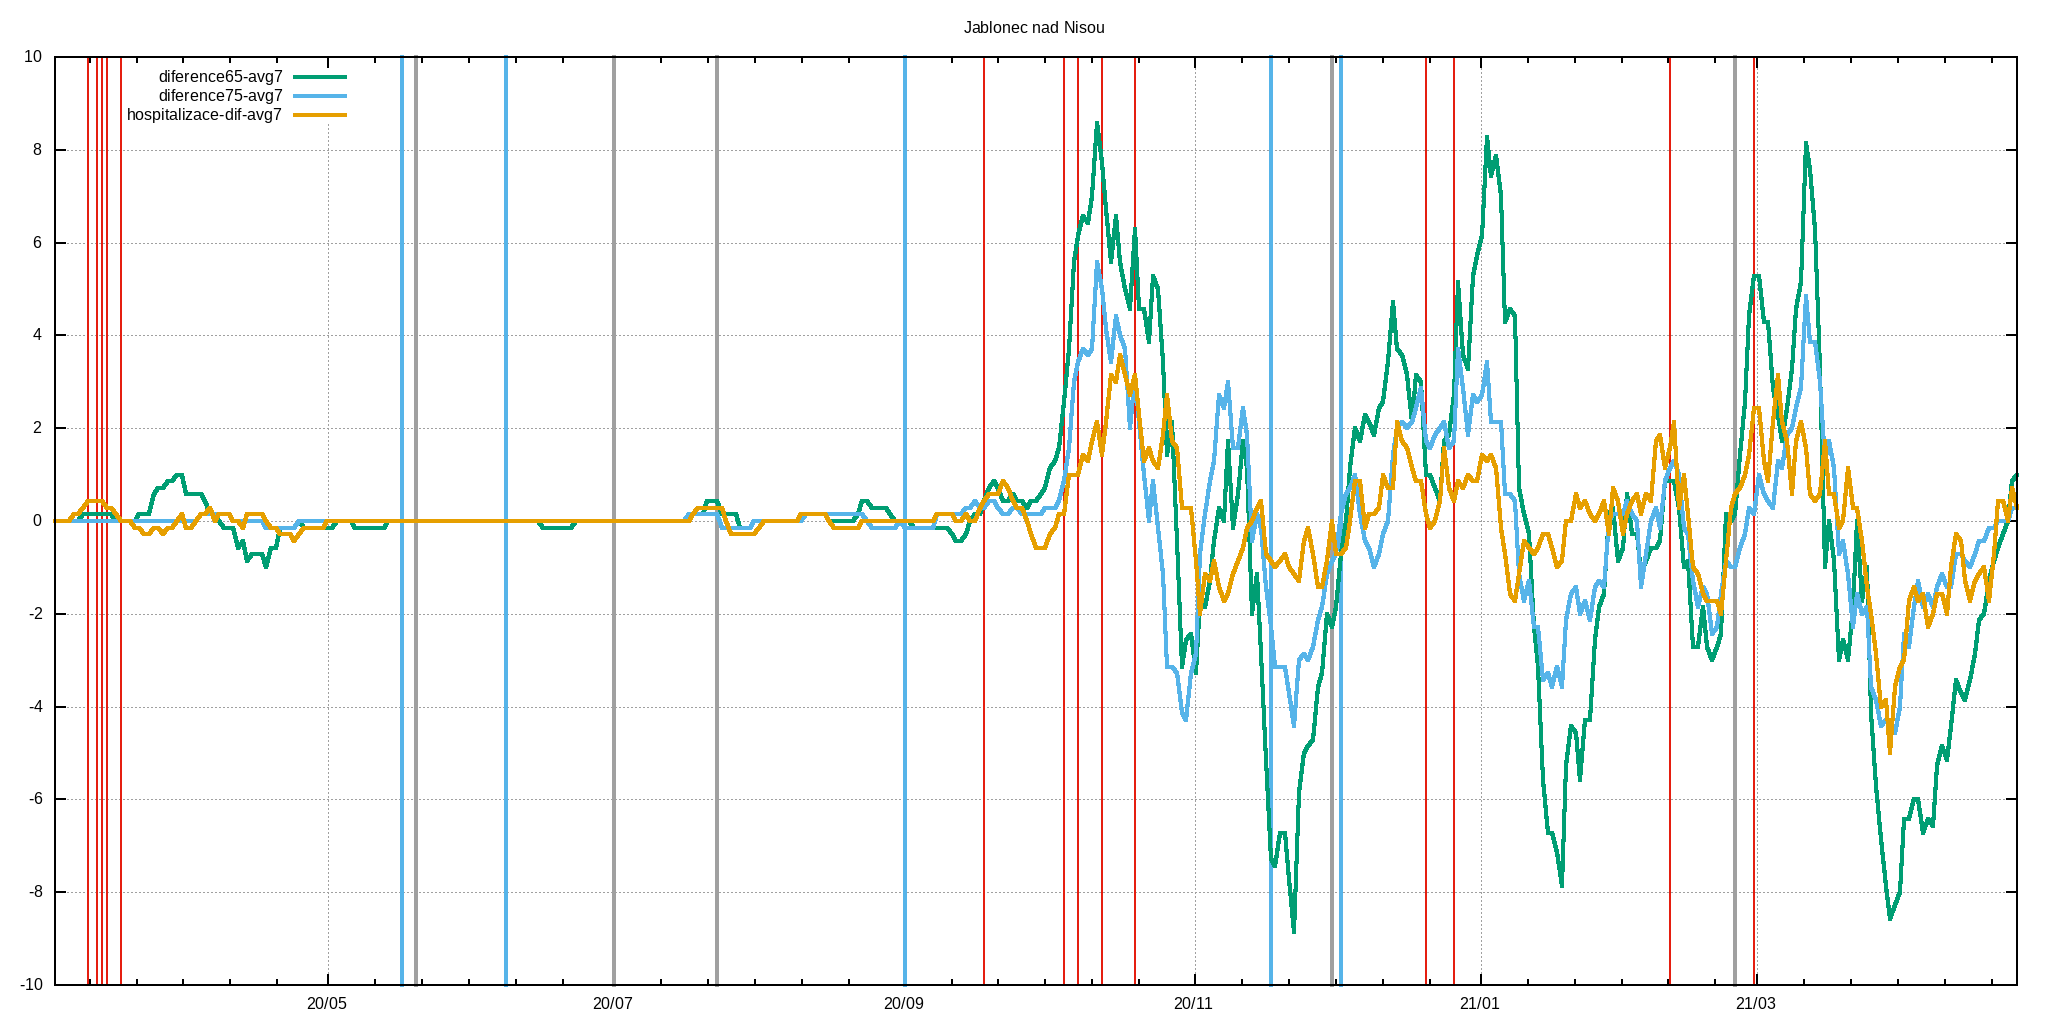 Jablonec nad Nisou
10
8
6
4
2
0
-2
-4
-6
-8
-10
diference65-avg7
diference75-avg7
hospitalizace-dif-avg7
20/05 20/07 20/09 20/11 21/01 21/03